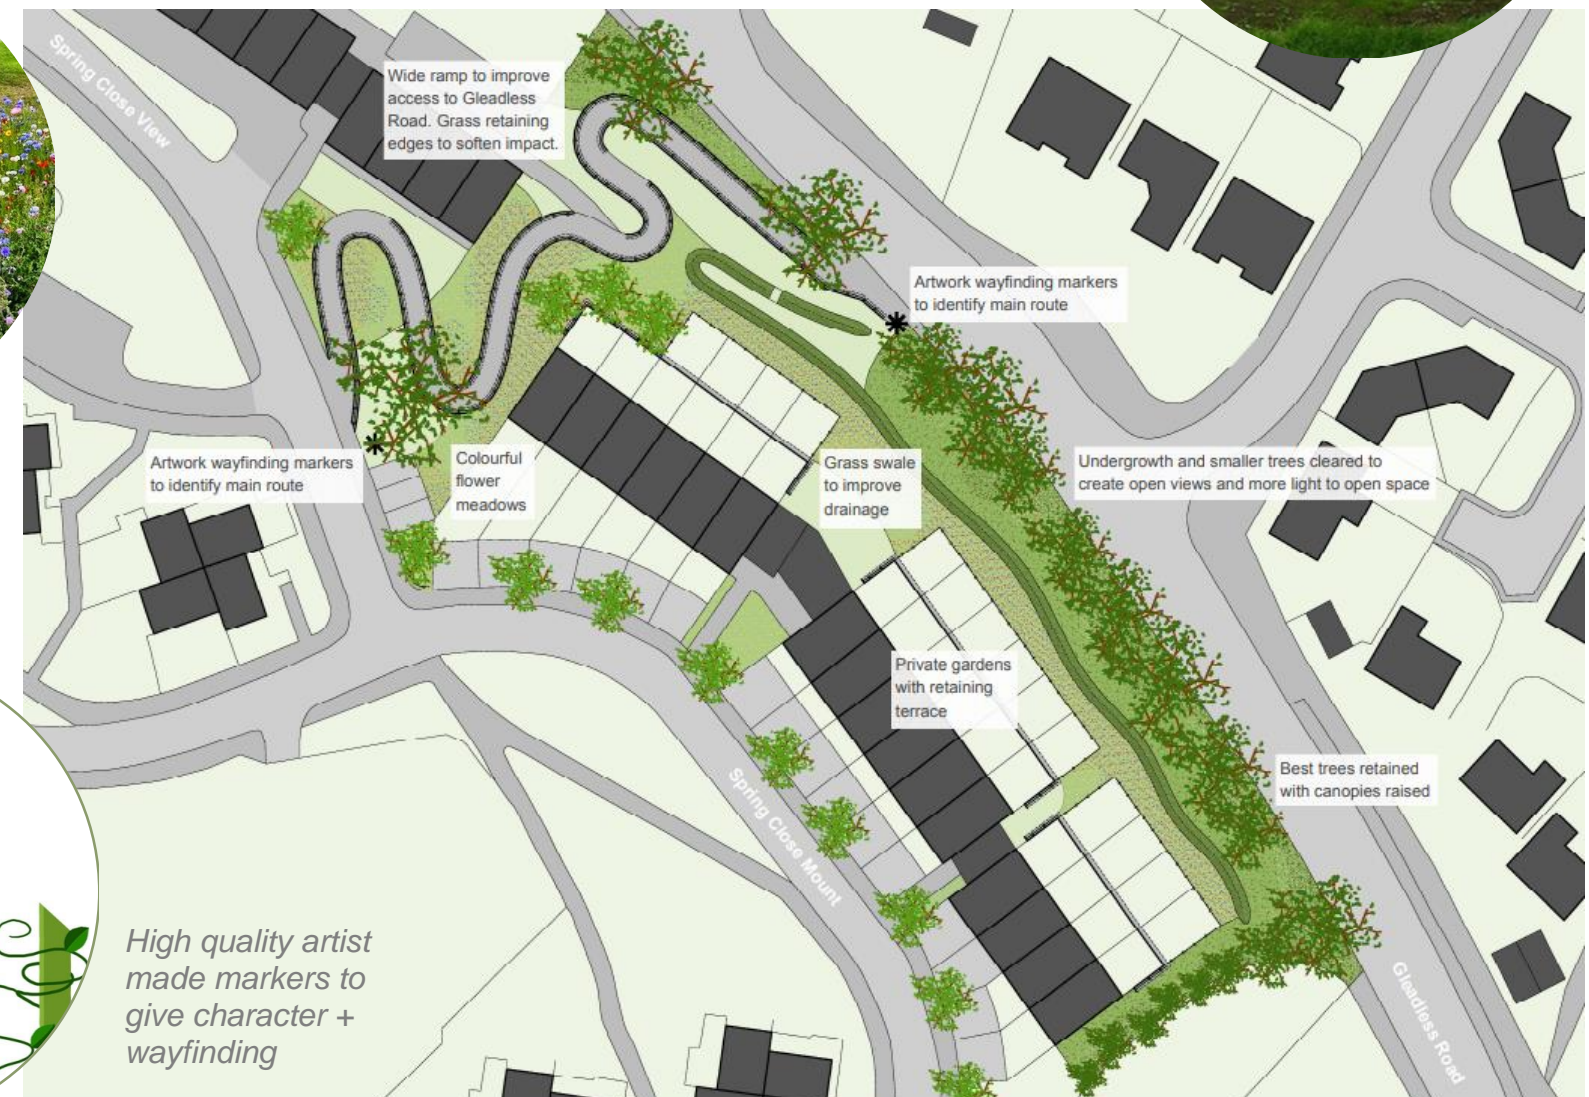 Spring Close View
Wide ramp to improve
access to Gleadless
Road. Grass retaining
edges to soften impact.
Artwork wayfinding markers
to identify main route
Artwork wayfinding markers
to identify main route
Colourful
flower
meadows
Grass swale
to improve
drainage
Undergrowth and smaller trees cleared to
create open views and more light to open space
Private gardens
with retaining
terrace
Best trees retained
with canopies raised
Spring Close Mount
Gleadless Road
High quality artist
made markers to
give character +
wayfinding